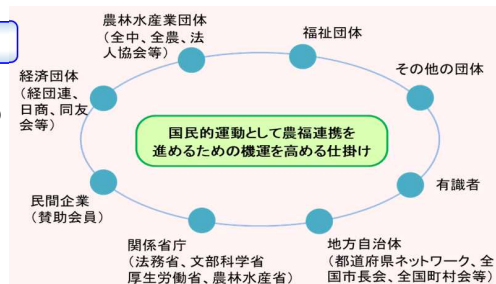 農林水産業団体
（全中、全農、法
人協会等）
福祉団体
その他の団体
経済団体
（経団連、
日商、同友
会等）
国民的運動として農福連携を
進めるための機運を高める仕掛け
有識者
民間企業
（賛助会員）
関係省庁
（法務省、文部科学省
厚生労働省、農林水産省）
地方自治体
（都道府県ネットワーク、全
国市長会、全国町村会等）